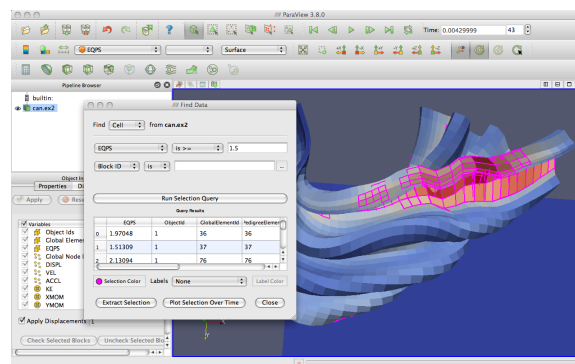 ParaView 3.8.0
Time: 0.00429999 43
EQPS
Surface
Pipeline Browser
builtin:
can.ex2
Find Data
Find Cell from can.ex2
EQPS is >= 1.5
Block ID is ...
Run Selection Query
Query Results
EQPS ObjectId GlobalElementId
0 1.97048 1 36 36
1 1.51309 1 37 37
2 2.13094 1 76 76
Selection Color Labels None Label Color
Extract Selection Plot Selection Over Time Close
Object In
Properties
Apply
Variables
Object Ids
Global Elemen
EQPS
Global Node
DISPL
VEL
ACCL
KE
XMOM
YMOM
Apply Displacements 1
Check Selected Blocks Uncheck Selected Blo